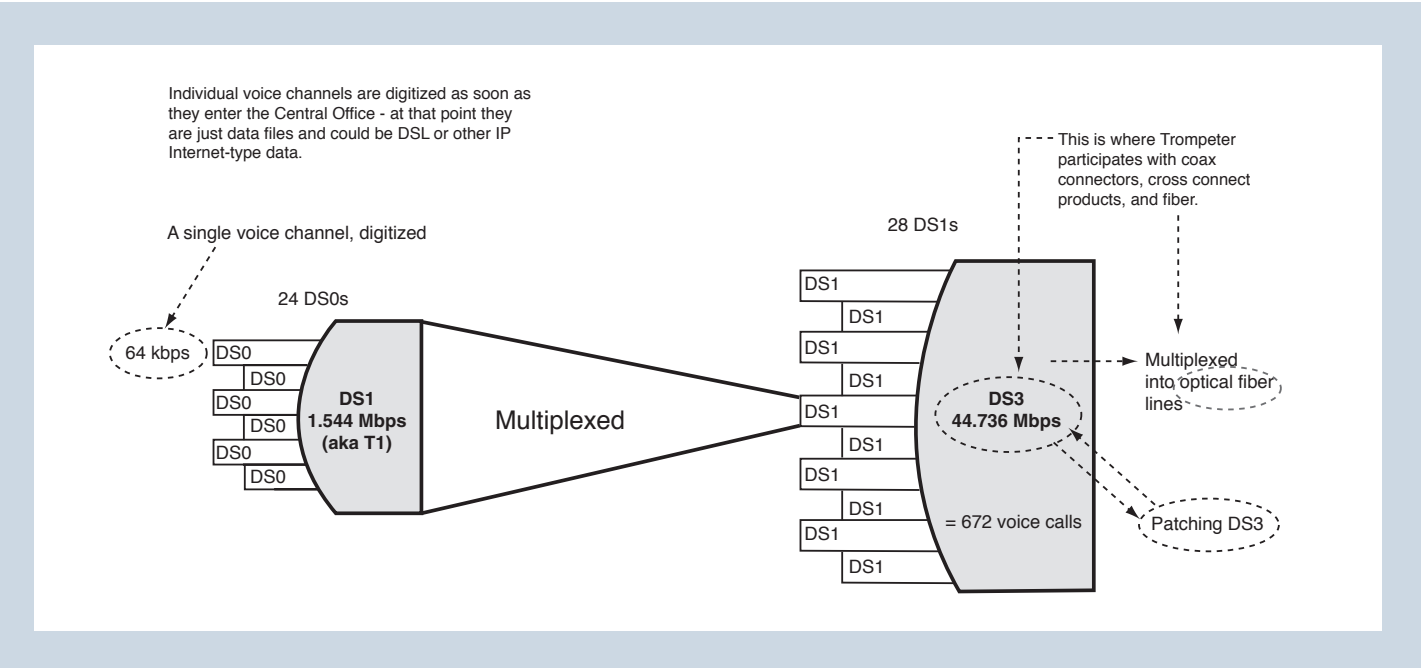 Individual voice channels are digitized as soon as
they enter the Central Office - at that point they
are just data files and could be DSL or other IP
Internet-type data.
This is where Trompeter
participates with coax
connectors, cross connect
products, and fiber.
A single voice channel, digitized
28 DS1s
24 DS0s
64 kbps
DS0
DS0
DS0
DS0
DS0
DS0
DS1
1.544 Mbps
(aka T1)
Multiplexed
DS1
DS1
DS1
DS1
DS1
DS1
DS1
DS1
DS1
DS1
DS3
44.736 Mbps
= 672 voice calls
Multiplexed
into optical fiber
lines
Patching DS3